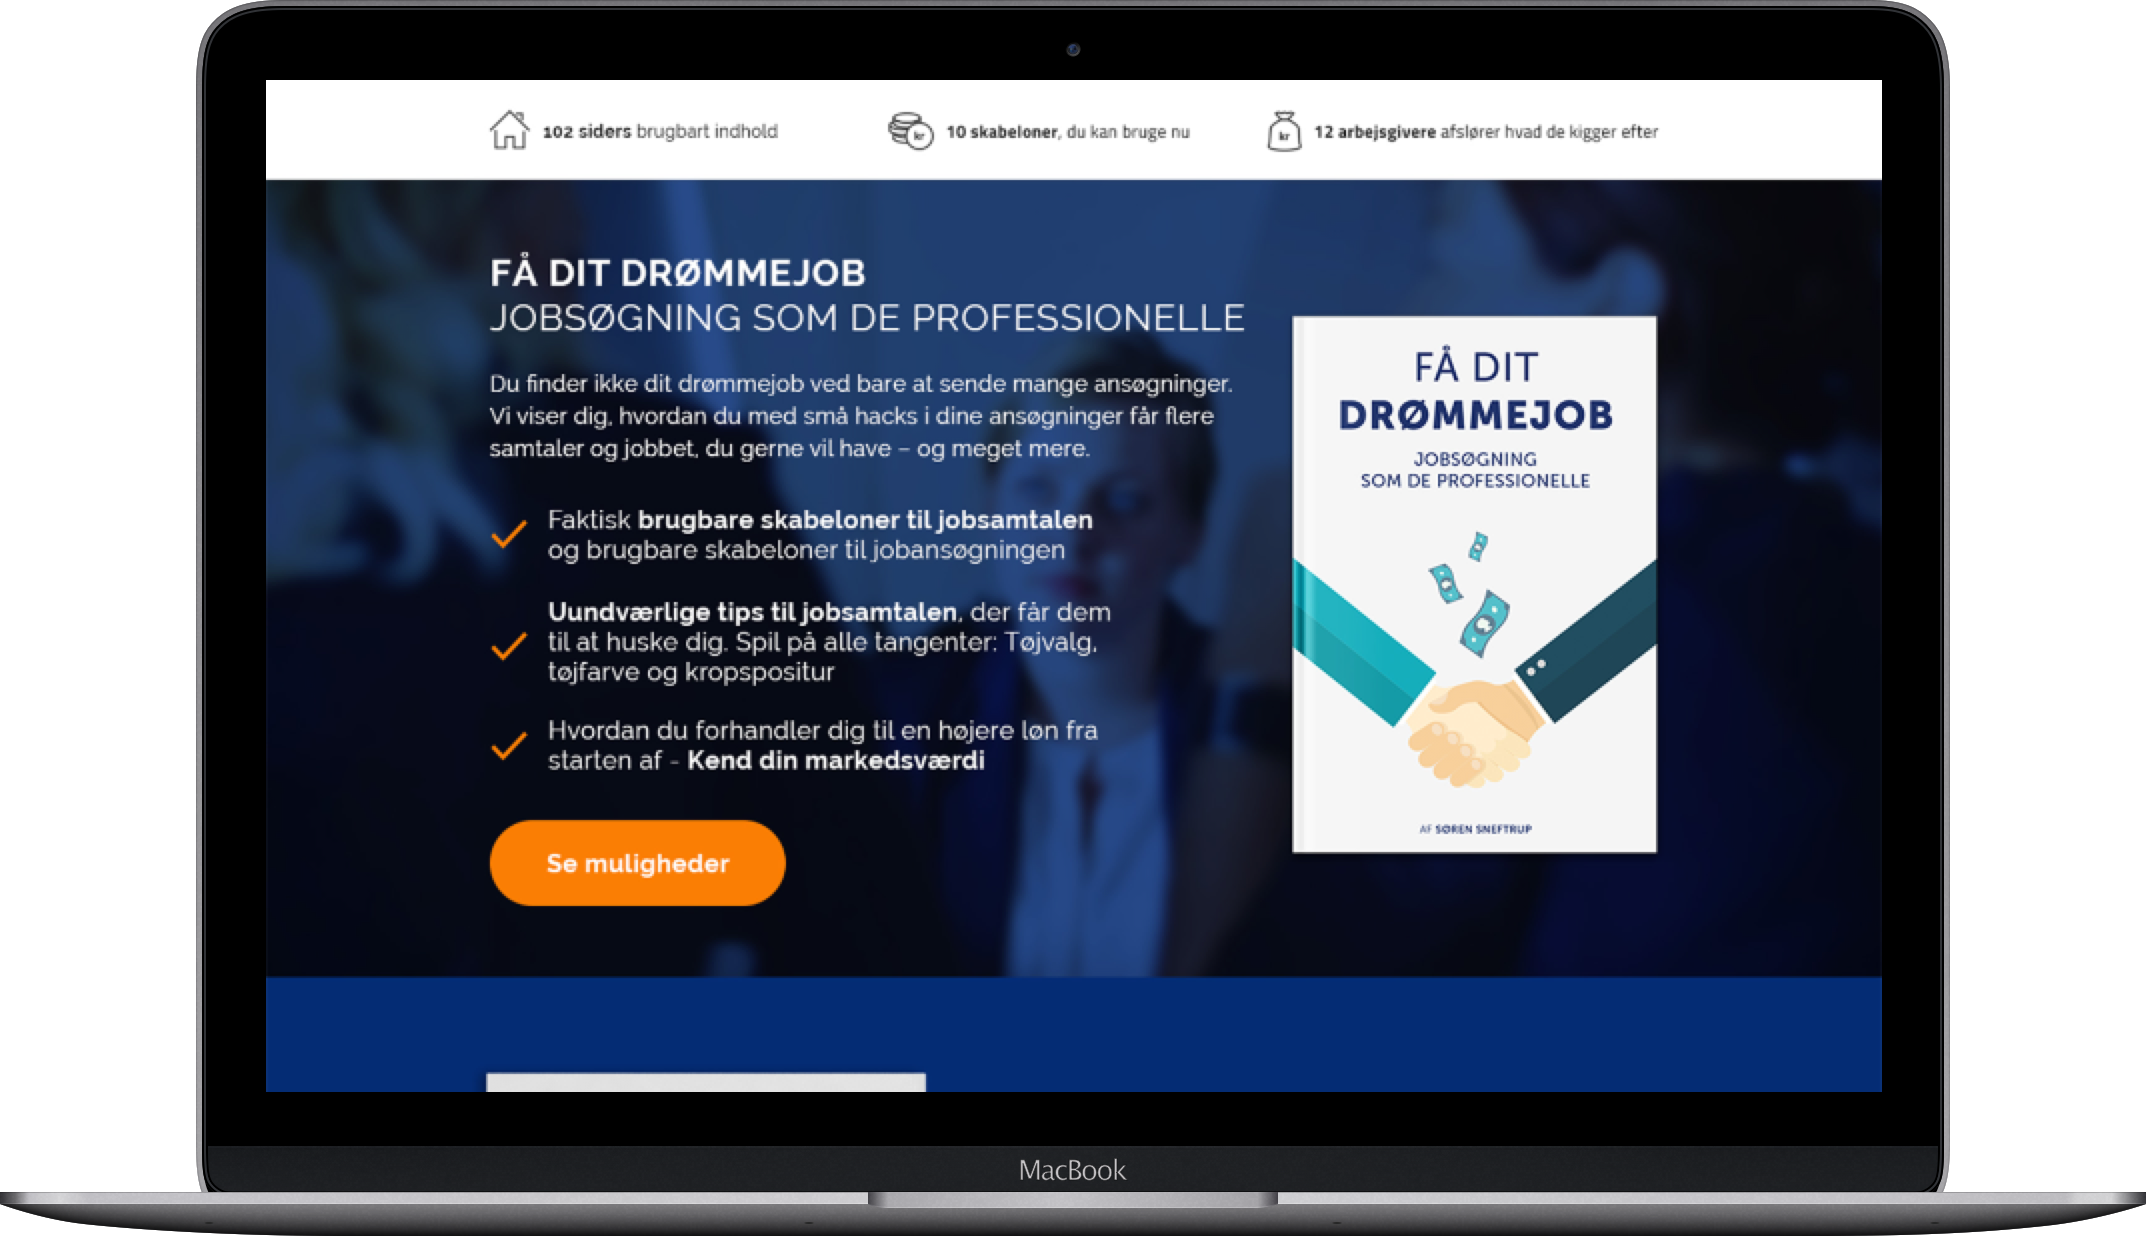 102 siders brugbart indhold
10 skabeloner, du kan bruge nu
12 arbejsgivere afslører hvad de kigger efter
FÅ DIT DRØMMEJOB
JOBSØGNING SOM DE PROFESSIONELLE
Du finder ikke dit drømmejob ved bare at sende mange ansøgninger.
Vi viser dig, hvordan du med små hacks i dine ansøgninger får flere
samtaler og jobbet, du gerne vil have – og meget mere.
Faktisk brugbare skabeloner til jobsamtalen
og brugbare skabeloner til jobansøgningen
Uundværlige tips til jobsamtalen, der får dem
til at huske dig. Spil på alle tangenter: Tøjvalg,
tøjfarve og kropspositur
Hvordan du forhandler dig til en højere løn fra
starten af - Kend din markedsværdi
Se muligheder
FÅ DIT
DRØMMEJOB
JOBSØGNING
SOM DE PROFESSIONELLE
AF SØREN SNEFTRUP
kr
kr
MacBook